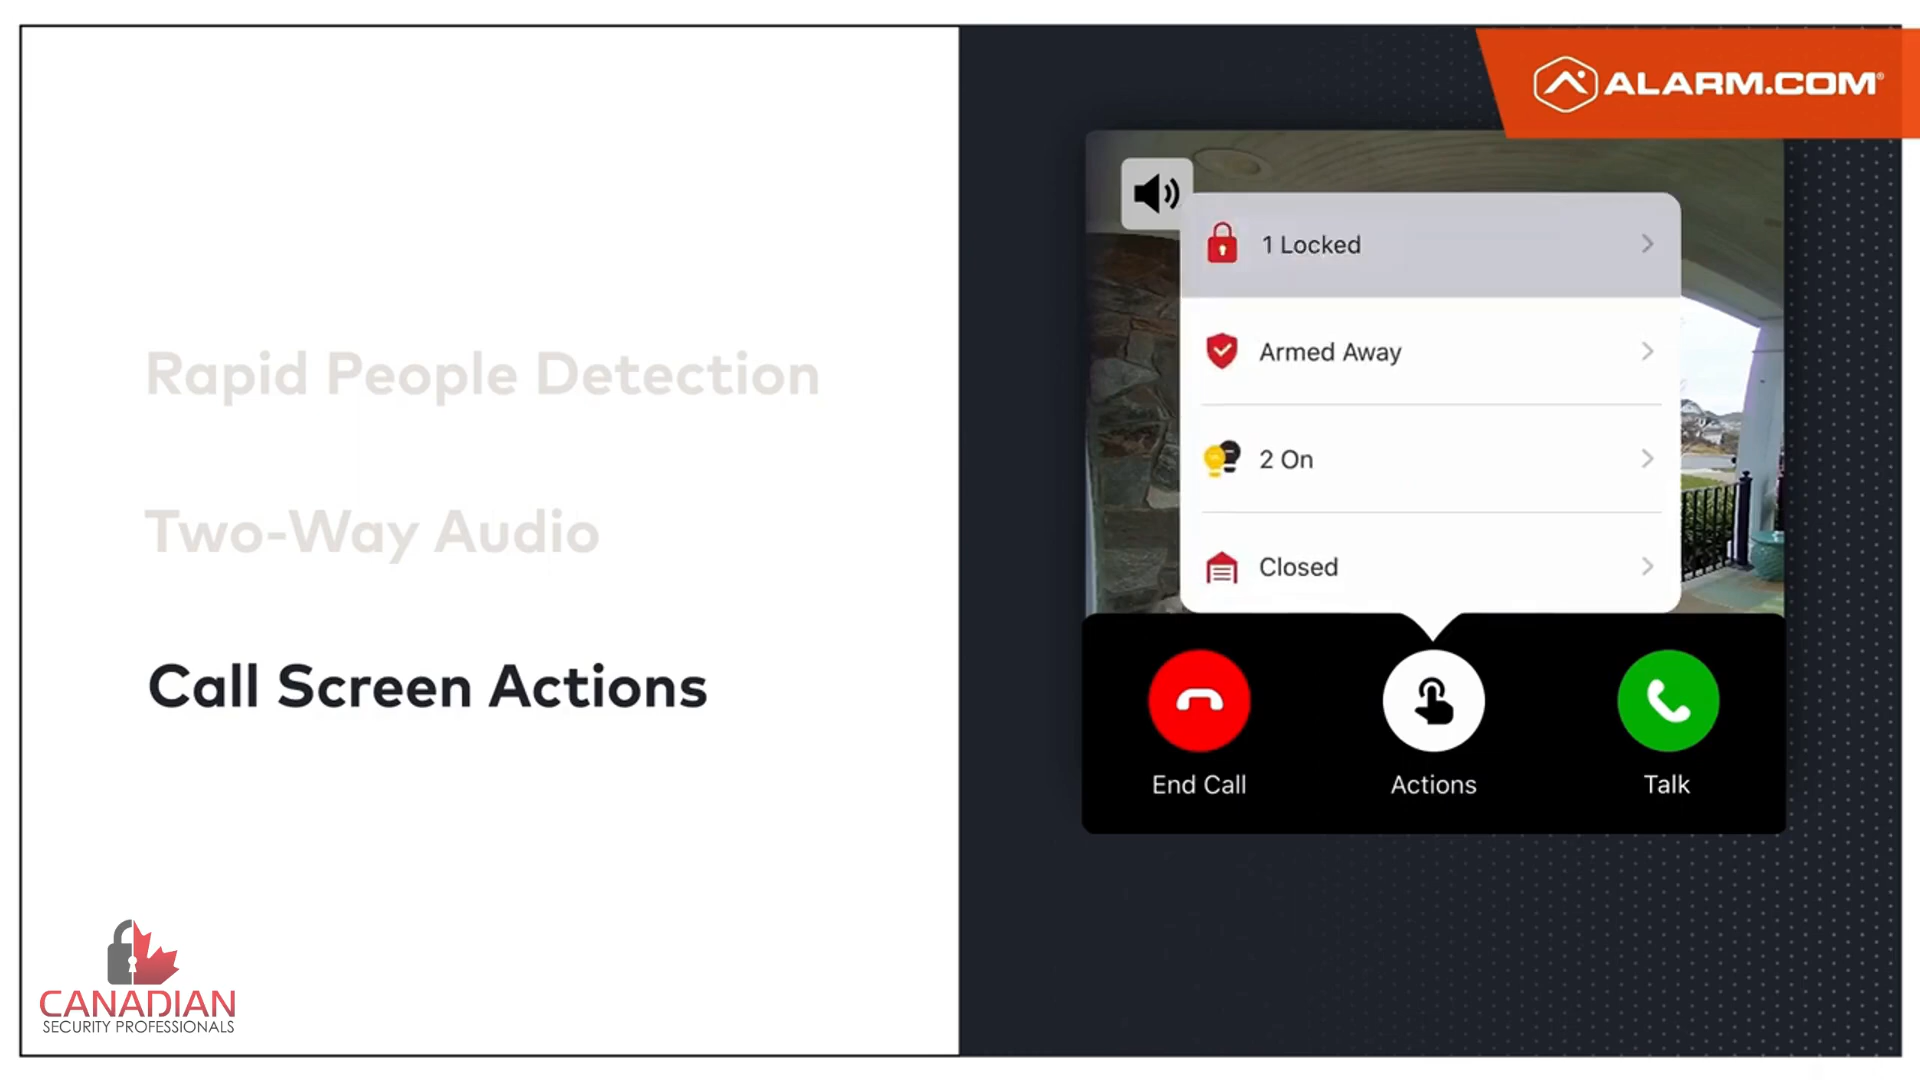 ALARM.COM®
Rapid People Detection
Two-Way Audio
Call Screen Actions
1 Locked
Armed Away
2 On
Closed
End Call
Actions
Talk
CANADIAN
SECURITY PROFESSIONALS